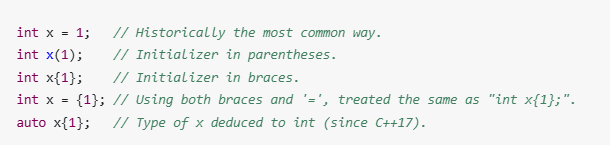 int x = 1;   // Historically the most common way.
int x(1);    // Initializer in parentheses.
int x{1};    // Initializer in braces.
int x = {1}; // Using both braces and '=', treated the same as "int x{1};".
auto x{1};   // Type of x deduced to int (since C++17).